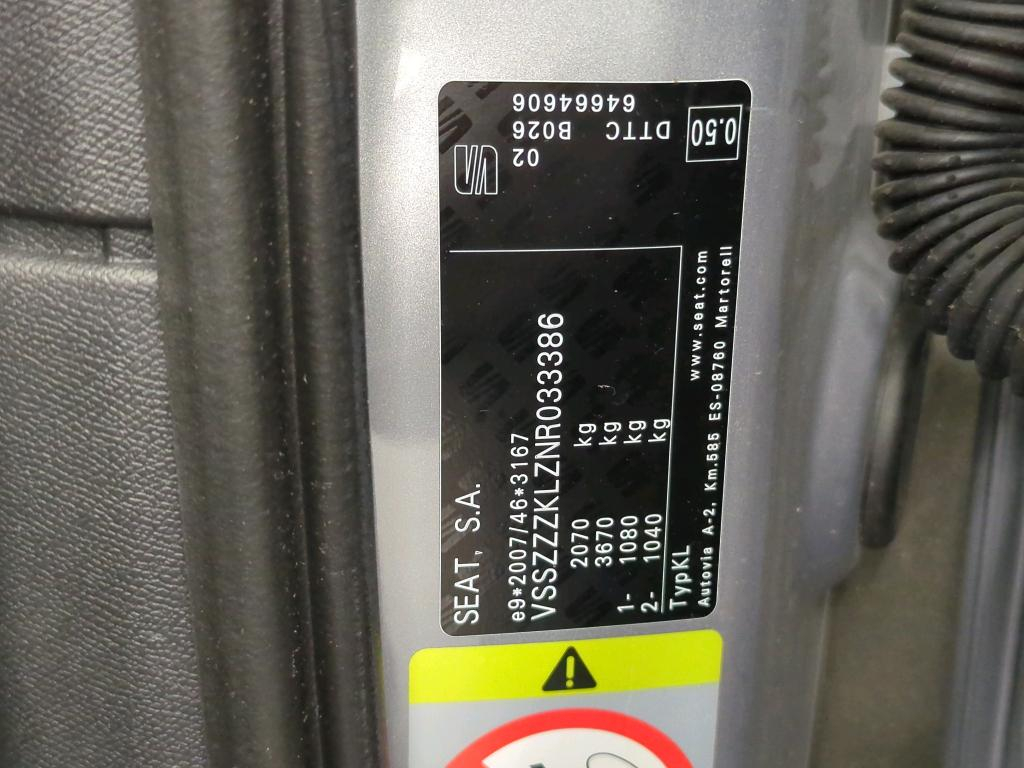 SEAT, S.A.
e9*2007/46*3167
VSSZZZKLZNR033386
2070 kg
3670 kg
1- 1080 kg
2- 1040 kg
TypKL
www.seat.com
Autovia A-2, Km.585 ES-08760 Martorell
02
B026 64664606
DTTC
0.50